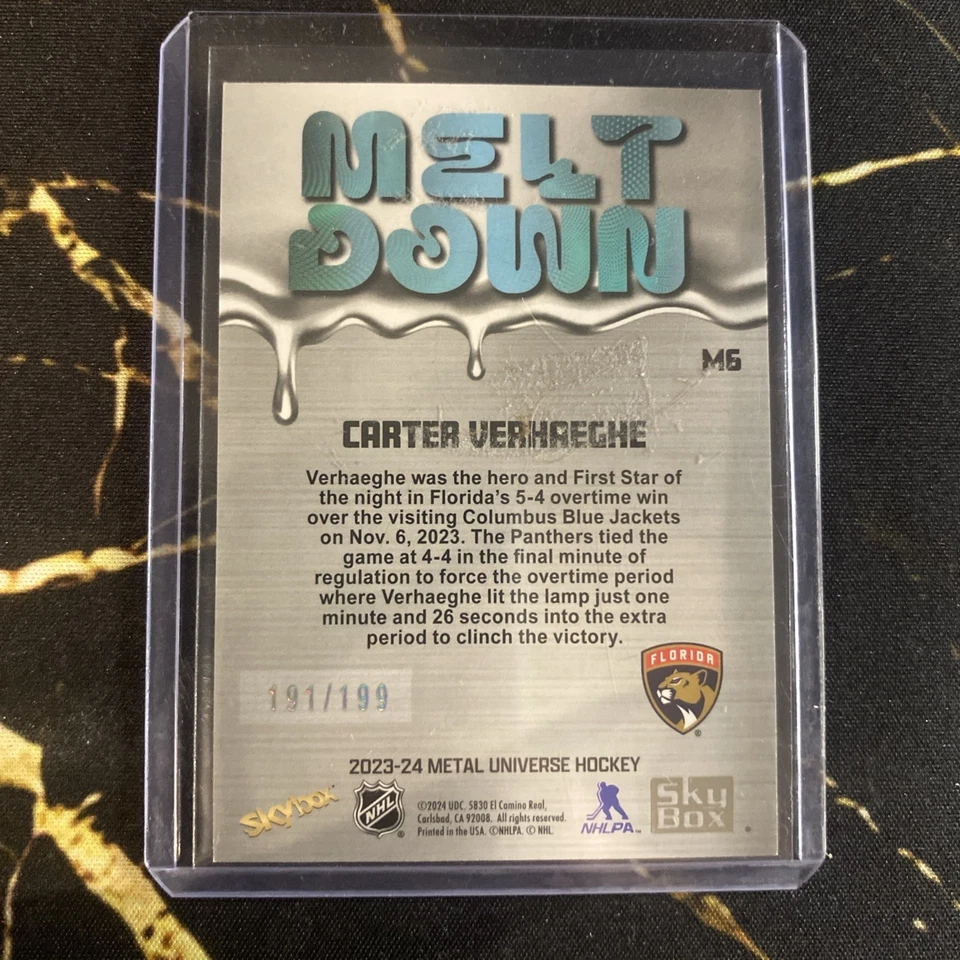 MELT
DOWN
M6
CARTER VERHAEGHE
Verhaeghe was the hero and First Star of
the night in Florida's 5-4 overtime win
over the visiting Columbus Blue Jackets
on Nov. 6, 2023. The Panthers tied the
game at 4-4 in the final minute of
regulation to force the overtime period
where Verhaeghe lit the lamp just one
minute and 26 seconds into the extra
period to clinch the victory.
FLORIDA
®
191/199
2023-24 METAL UNIVERSE HOCKEY
skybox
NHL
®
©2024 UDC. 5830 El Camino Real,
Carlsbad, CA 92008. All rights reserved.
Printed in the USA. ©NHLPA. © NHL.
NHLPA™
Sky
Box